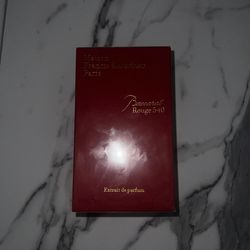 Maison
Francis Kurkdjian
Paris
Baccarat
Rouge 540
Extrait de parfum